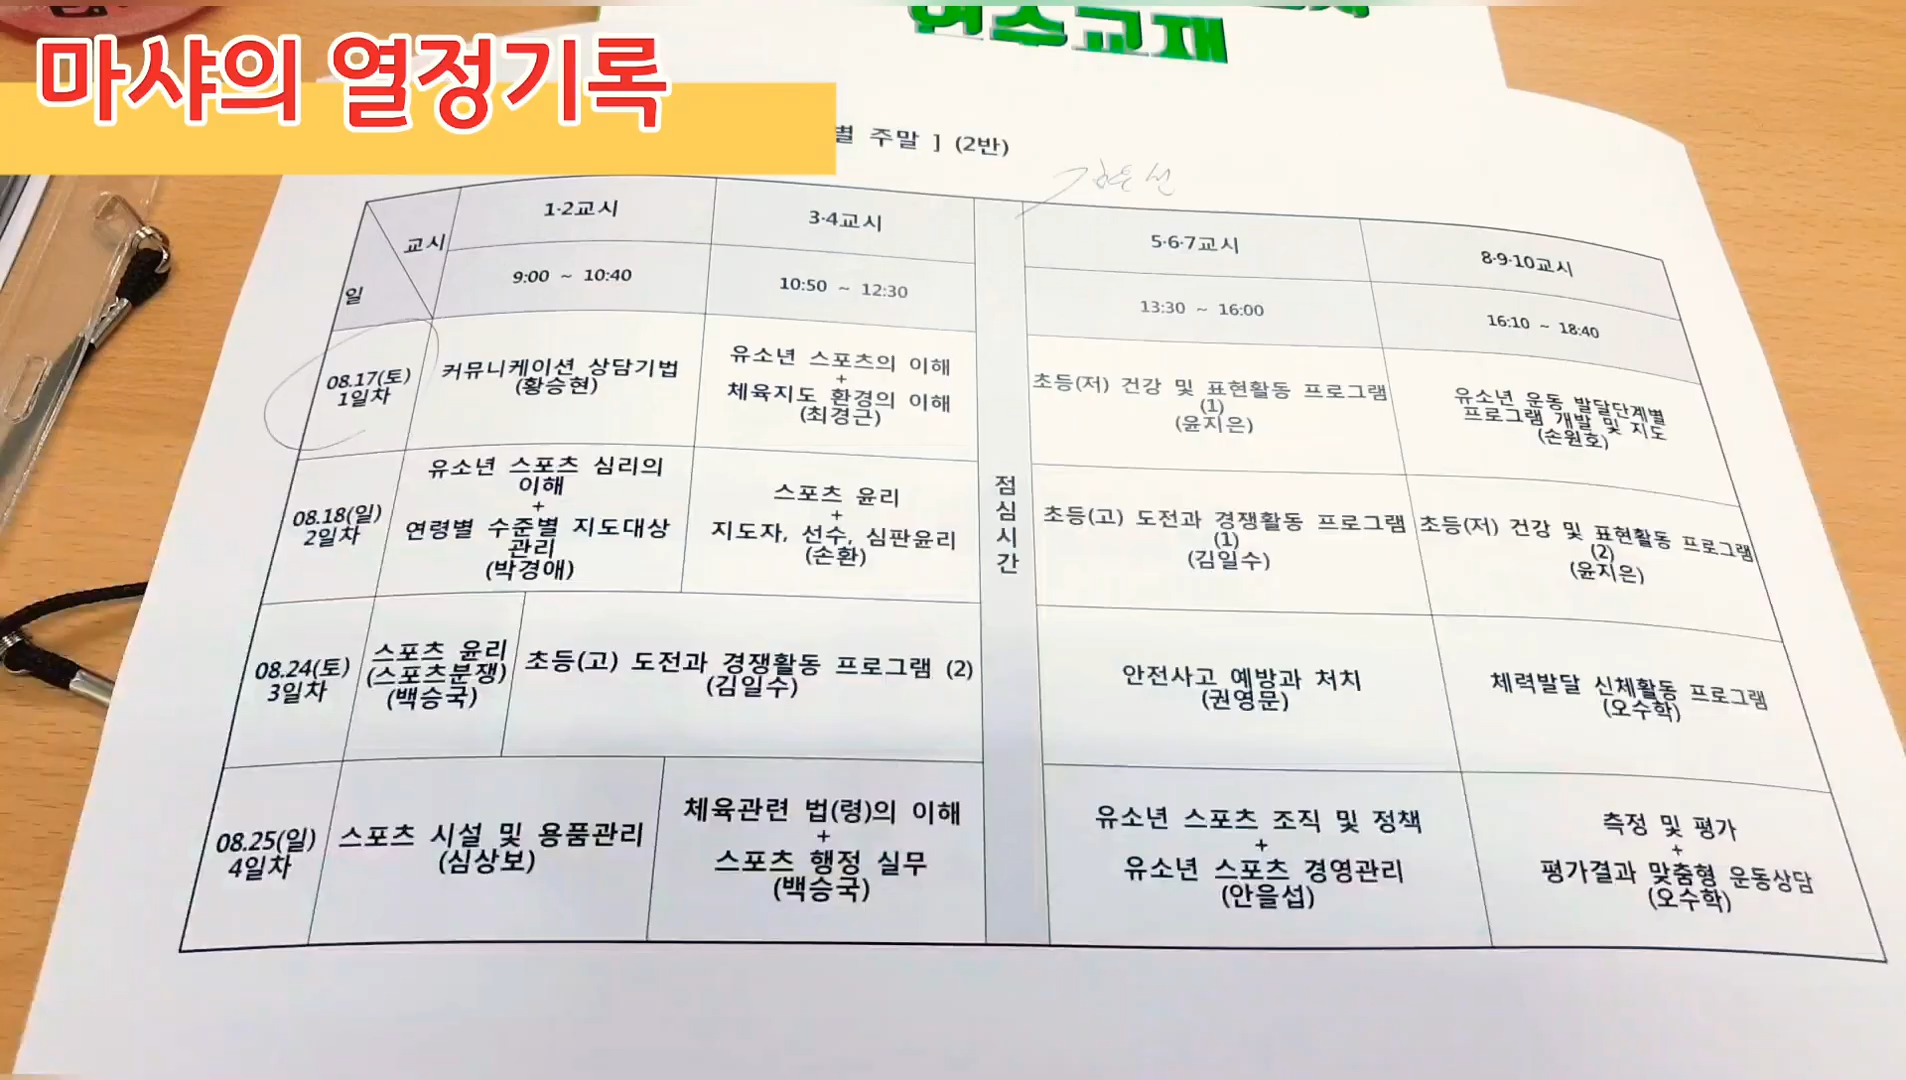 마샤의 열정기록
연수교재
별 주말 ] (2반)
교시
일
1·2교시
3·4교시
5·6·7교시
8·9·10교시
9:00 ~ 10:40
10:50 ~ 12:30
13:30 ~ 16:00
16:10 ~ 18:40
점심시간
08.17(토)
1일차
커뮤니케이션 상담기법
(황승현)
유소년 스포츠의 이해
+
체육지도 환경의 이해
(최경근)
초등(저) 건강 및 표현활동 프로그램
(1)
(윤지은)
유소년 운동 발달단계별
프로그램 개발 및 지도
(손원호)
08.18(일)
2일차
유소년 스포츠 심리의
이해
+
연령별 수준별 지도대상
관리
(박경애)
스포츠 윤리
+
지도자, 선수, 심판윤리
(손환)
초등(고) 도전과 경쟁활동 프로그램
(1)
(김일수)
초등(저) 건강 및 표현활동 프로그램
(2)
(윤지은)
08.24(토)
3일차
스포츠 윤리
(스포츠분쟁)
(백승국)
초등(고) 도전과 경쟁활동 프로그램 (2)
(김일수)
안전사고 예방과 처치
(권영문)
체력발달 신체활동 프로그램
(오수학)
08.25(일)
4일차
스포츠 시설 및 용품관리
(심상보)
체육관련 법(령)의 이해
+
스포츠 행정 실무
(백승국)
유소년 스포츠 조직 및 정책
+
유소년 스포츠 경영관리
(안을섭)
측정 및 평가
+
평가결과 맞춤형 운동상담
(오수학)